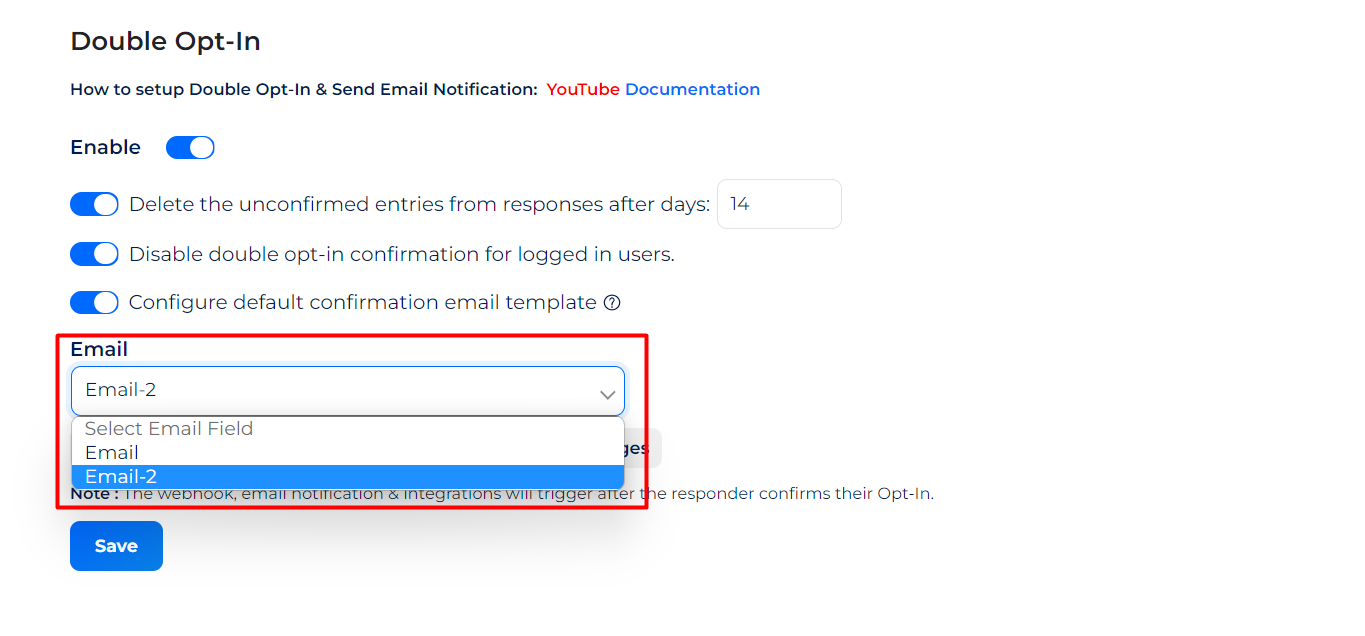 Double Opt-In
How to setup Double Opt-In & Send Email Notification: YouTube Documentation
Enable
Delete the unconfirmed entries from responses after days: 14
Disable double opt-in confirmation for logged in users.
Configure default confirmation email template
Email
Email-2
Select Email Field
Email
Email-2
Note : The webhook, email notification & integrations will trigger after the responder confirms their Opt-In.
Save